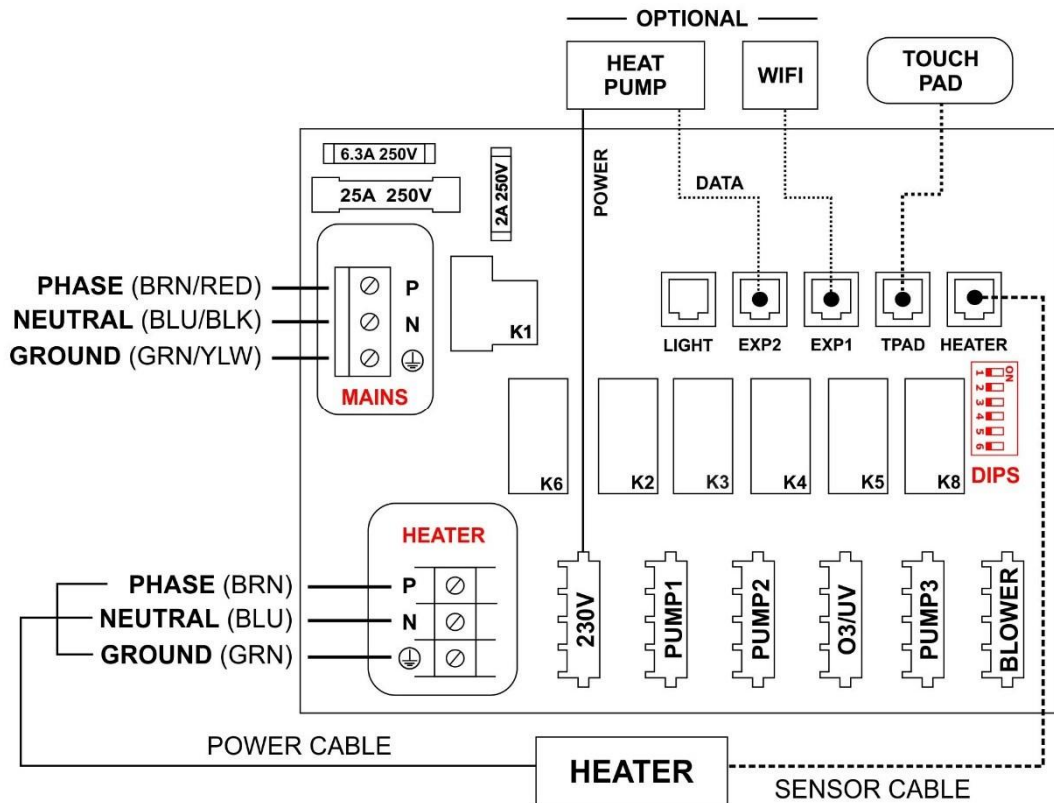 OPTIONAL
HEAT
PUMP
WIFI
TOUCH
PAD
6.3A 250V
25A 250V
2A 250V
POWER
DATA
PHASE (BRN/RED)
NEUTRAL (BLU/BLK)
GROUND (GRN/YLW)
P
N
MAINS
K1
LIGHT
EXP2
EXP1
TPAD
HEATER
ON
1
2
3
4
5
6
DIPS
K6
K2
K3
K4
K5
K8
HEATER
PHASE (BRN)
NEUTRAL (BLU)
GROUND (GRN)
P
N
230V
PUMP1
PUMP2
O3/UV
PUMP3
BLOWER
POWER CABLE
HEATER
SENSOR CABLE